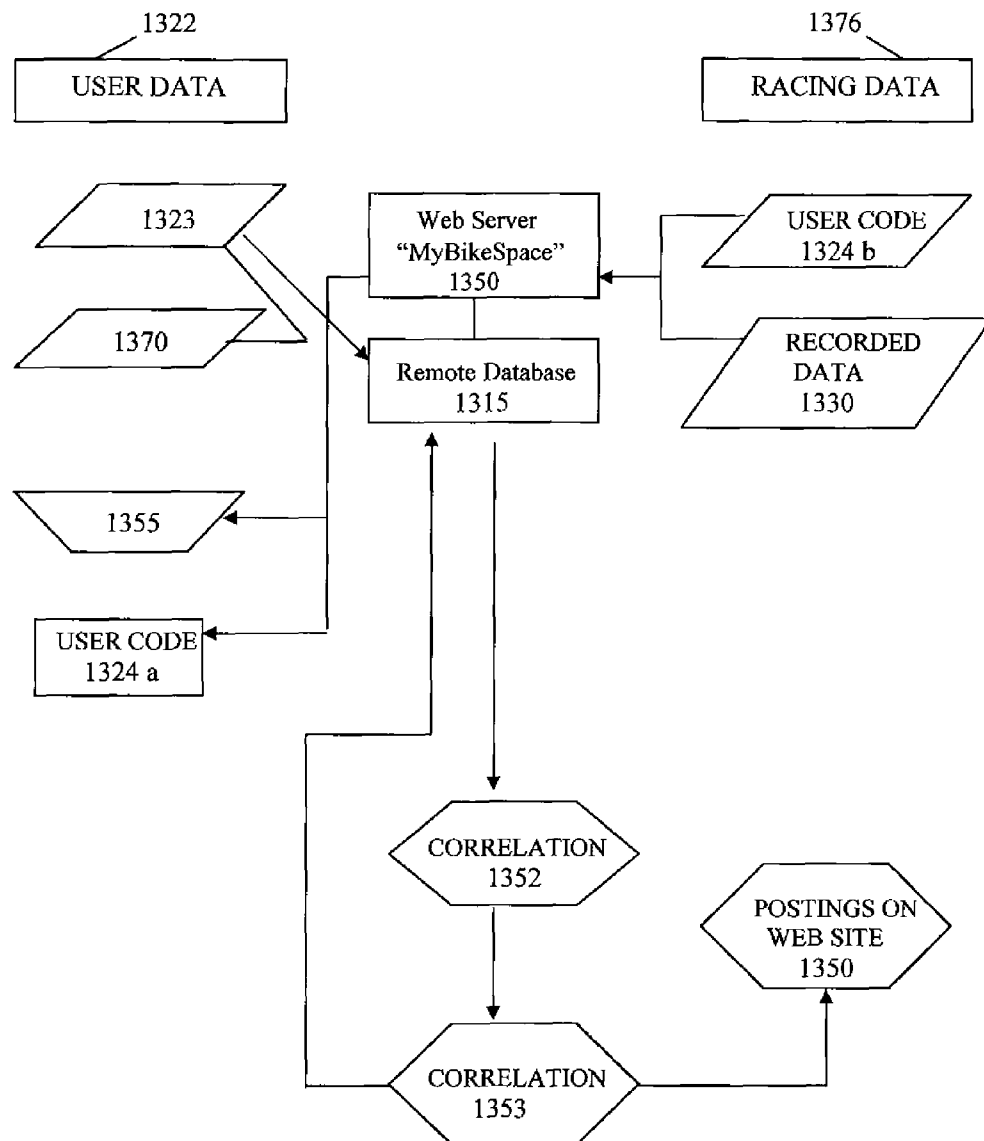 1322
1376
USER DATA
RACING DATA
1323
Web Server
“MyBikeSpace”
1350
USER CODE
1324 b
1370
Remote Database
1315
RECORDED
DATA
1330
1355
USER CODE
1324 a
CORRELATION
1352
POSTINGS ON
WEB SITE
1350
CORRELATION
1353